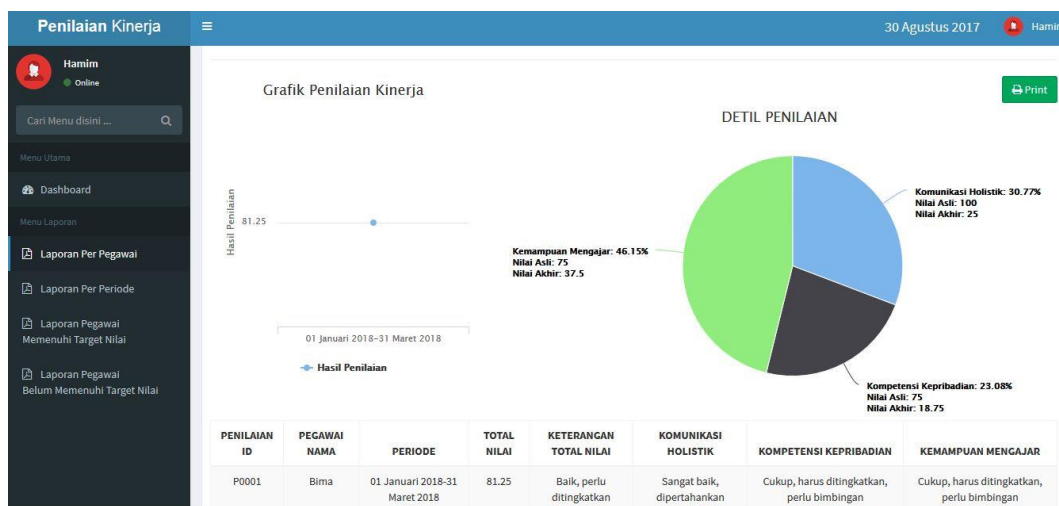 Penilaian Kinerja
30 Agustus 2017
Hamim
Hamim
Online
Cari Menu disini ...
Menu Utama
Dashboard
Menu Laporan
Laporan Per Pegawai
Laporan Per Periode
Laporan Pegawai
Memenuhi Target Nilai
Laporan Pegawai
Belum Memenuhi Target Nilai
Grafik Penilaian Kinerja
Print
Hasil Penilaian
81.25
01 Januari 2018-31 Maret 2018
Hasil Penilaian
DETIL PENILAIAN
Komunikasi Holistik: 30.77%
Nilai Asli: 100
Nilai Akhir: 25
Kemampuan Mengajar: 46.15%
Nilai Asli: 75
Nilai Akhir: 37.5
Kompetensi Kepribadian: 23.08%
Nilai Asli: 75
Nilai Akhir: 18.75
PENILAIAN ID PEGAWAI NAMA PERIODE TOTAL NILAI KETERANGAN TOTAL NILAI KOMUNIKASI HOLISTIK KOMPETENSI KEPRIBADIAN KEMAMPUAN MENGAJAR
P0001 Bima 01 Januari 2018-31 Maret 2018 81.25 Baik, perlu ditingkatkan Sangat baik, dipertahankan Cukup, harus ditingkatkan, perlu bimbingan Cukup, harus ditingkatkan, perlu bimbingan